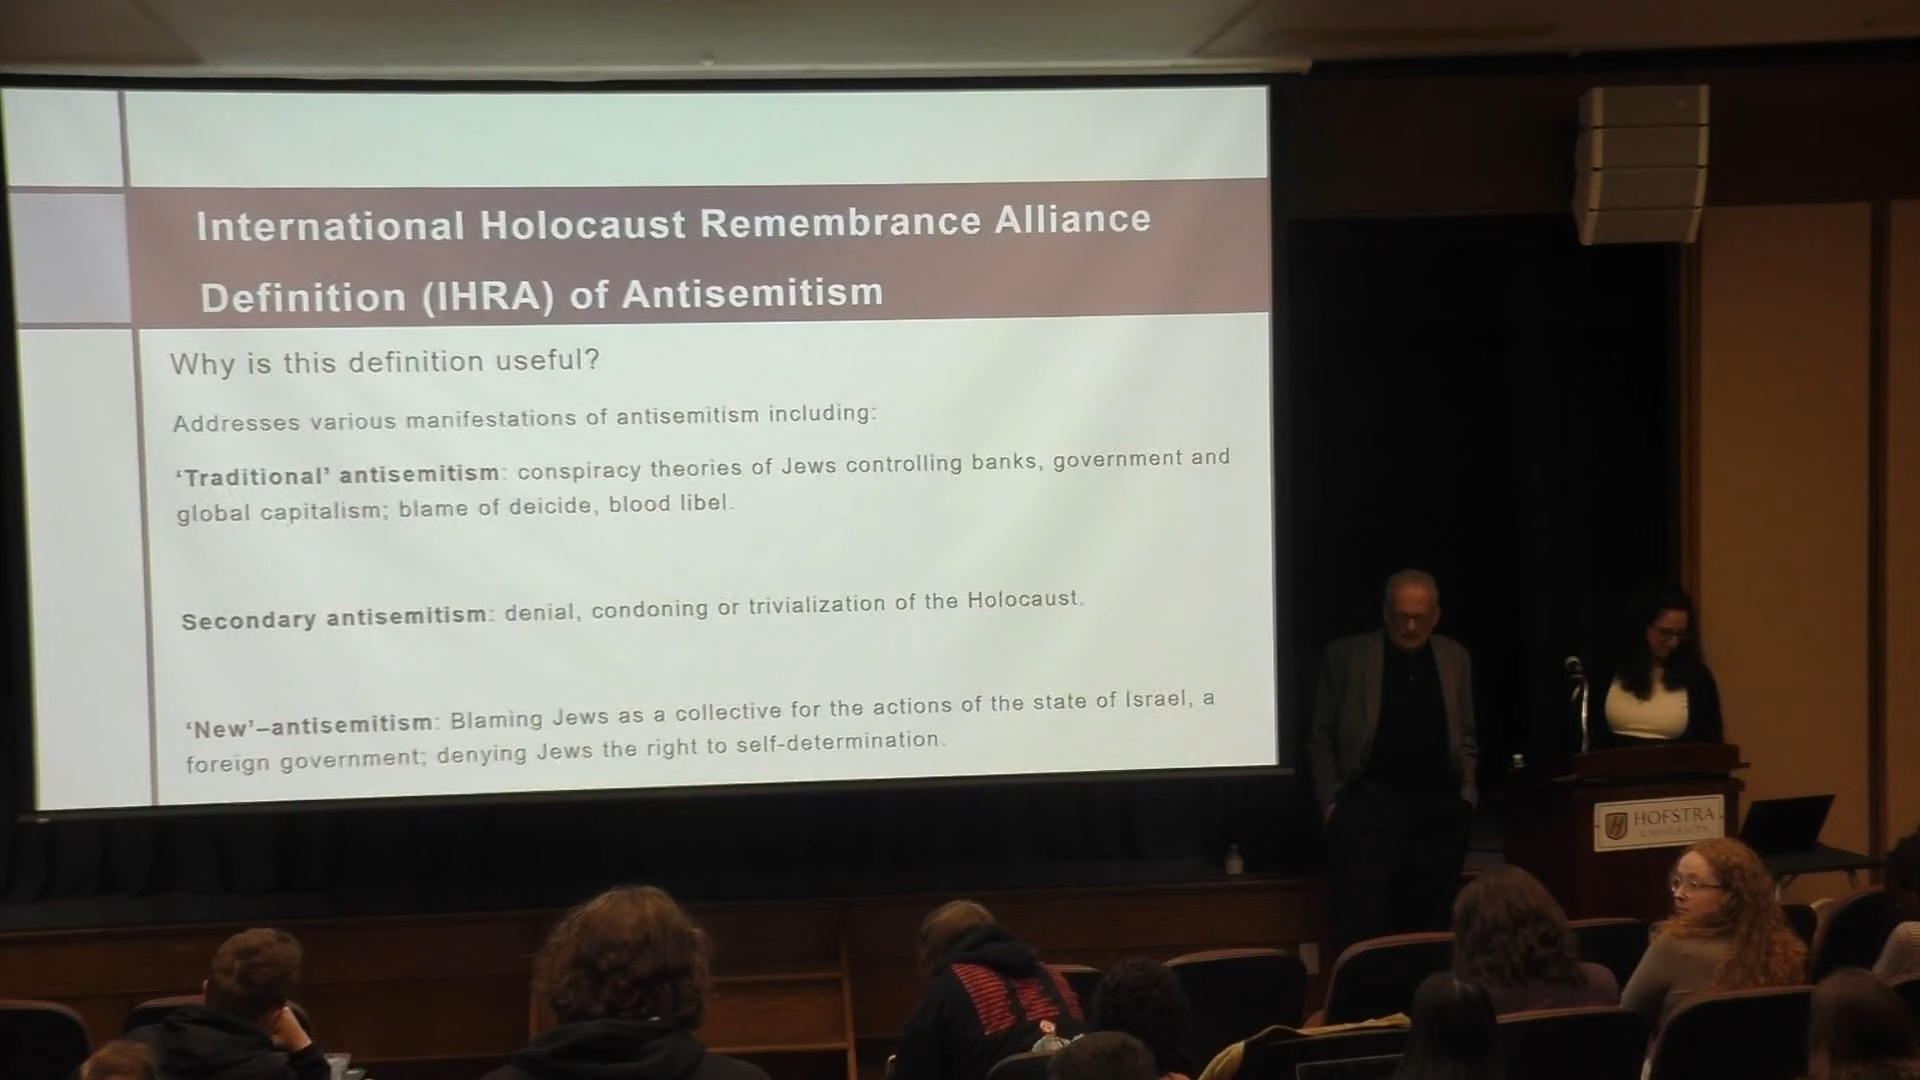 International Holocaust Remembrance Alliance
Definition (IHRA) of Antisemitism
Why is this definition useful?
Addresses various manifestations of antisemitism including:
‘Traditional’ antisemitism: conspiracy theories of Jews controlling banks, government and
global capitalism; blame of deicide, blood libel.
Secondary antisemitism: denial, condoning or trivialization of the Holocaust.
‘New’–antisemitism: Blaming Jews as a collective for the actions of the state of Israel, a
foreign government; denying Jews the right to self-determination.
HOFSTRA
UNIVERSITY